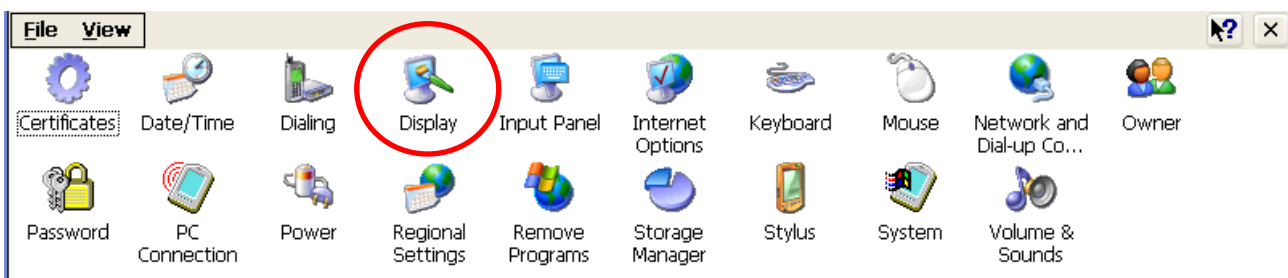 File View ?
Certificates Date/Time Dialing Display Input Panel Internet Options Keyboard Mouse Network and Dial-up Co... Owner
Password PC Connection Power Regional Settings Remove Programs Storage Manager Stylus System Volume & Sounds